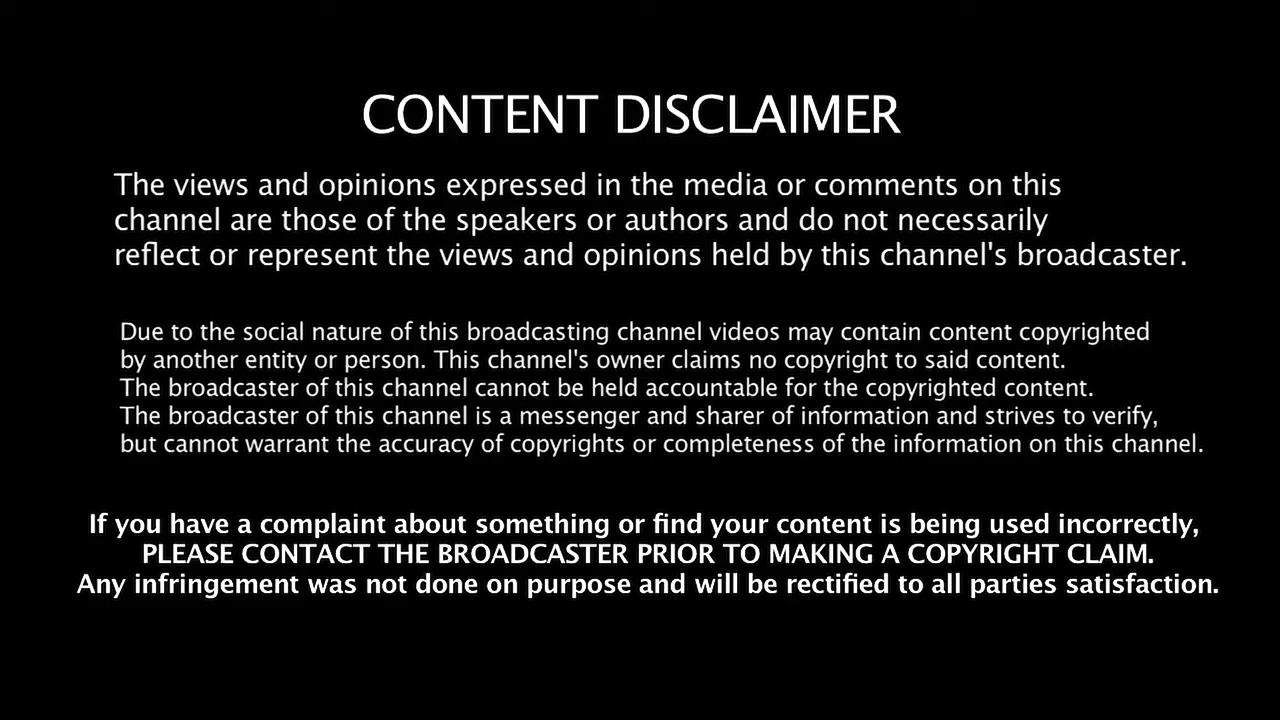 CONTENT DISCLAIMER
The views and opinions expressed in the media or comments on this
channel are those of the speakers or authors and do not necessarily
reflect or represent the views and opinions held by this channel's broadcaster.
Due to the social nature of this broadcasting channel videos may contain content copyrighted
by another entity or person. This channel's owner claims no copyright to said content.
The broadcaster of this channel cannot be held accountable for the copyrighted content.
The broadcaster of this channel is a messenger and sharer of information and strives to verify,
but cannot warrant the accuracy of copyrights or completeness of the information on this channel.
If you have a complaint about something or find your content is being used incorrectly,
PLEASE CONTACT THE BROADCASTER PRIOR TO MAKING A COPYRIGHT CLAIM.
Any infringement was not done on purpose and will be rectified to all parties satisfaction.